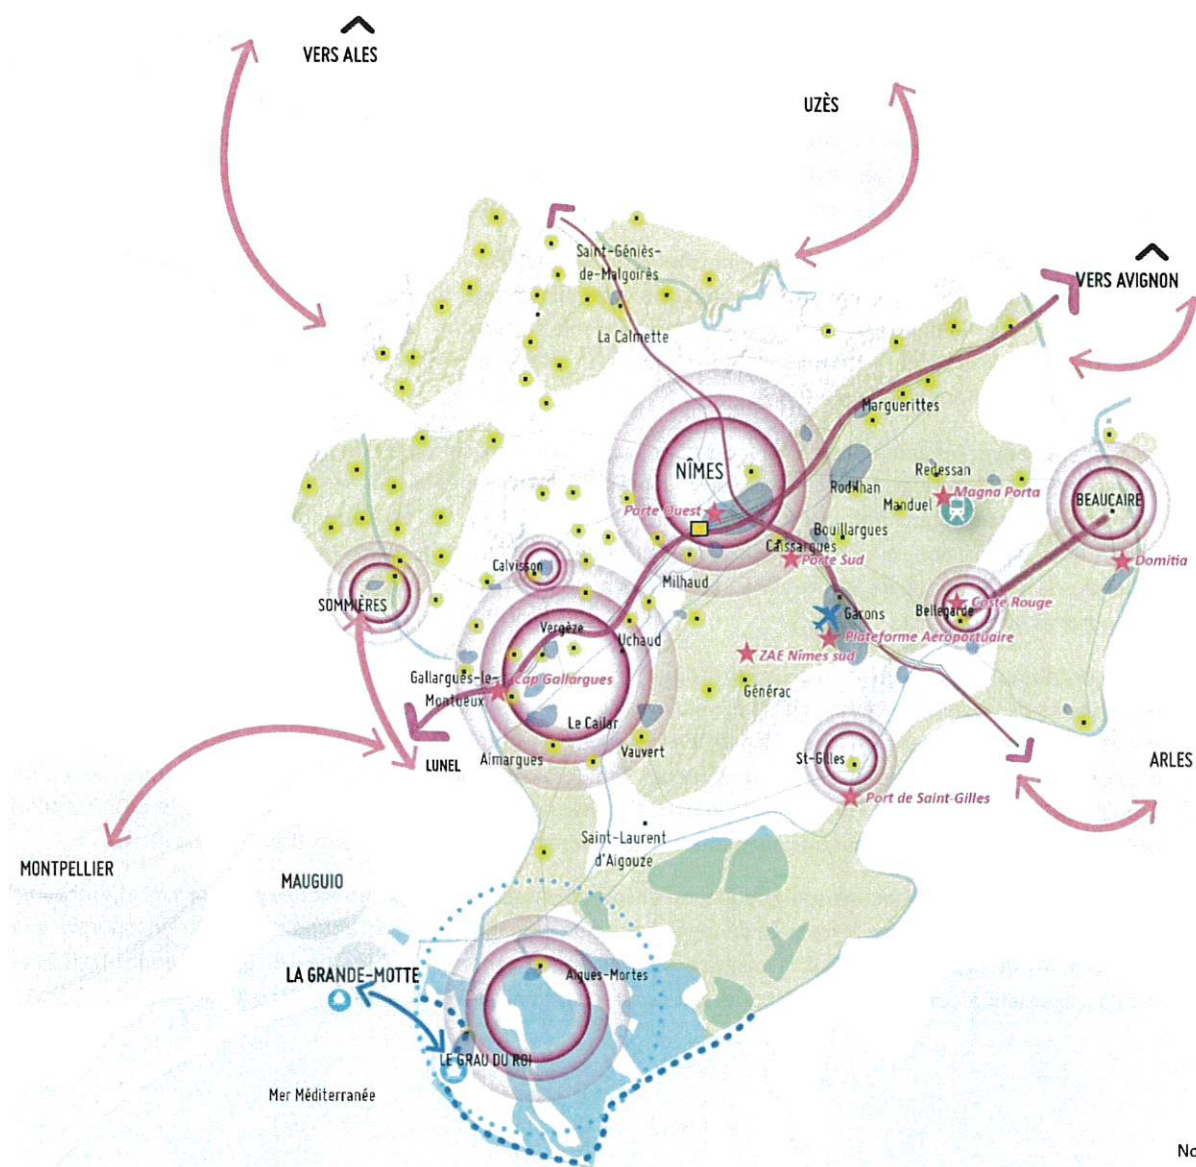 VERS ALES
UZÈS
Saint-Géniès-
de-Malgoirès
VERS AVIGNON
La Calmette
Marguerittes
NÎMES
Redessan
Magna Porta
Rodilhan
Manduel
BEAUCAIRE
Porte Ouest
Bouillargues
Caissargues
Porte Sud
Domitia
Calvisson
Milhaud
SOMMIÈRES
Coste Rouge
Bellegarde
Garons
Vergèze
Uchaud
Plateforme Aéroportuaire
ZAE Nîmes sud
Gallargues-le-
Montueux
Cap Gallargues
Générac
Le Cailar
Vauvert
Aimargues
LUNEL
St-Gilles
ARLES
Port de Saint-Gilles
Saint-Laurent
d'Aigouze
MONTPELLIER
MAUGUIO
LA GRANDE-MOTTE
Aigues-Mortes
LE GRAU DU ROI
Mer Méditerranée
No